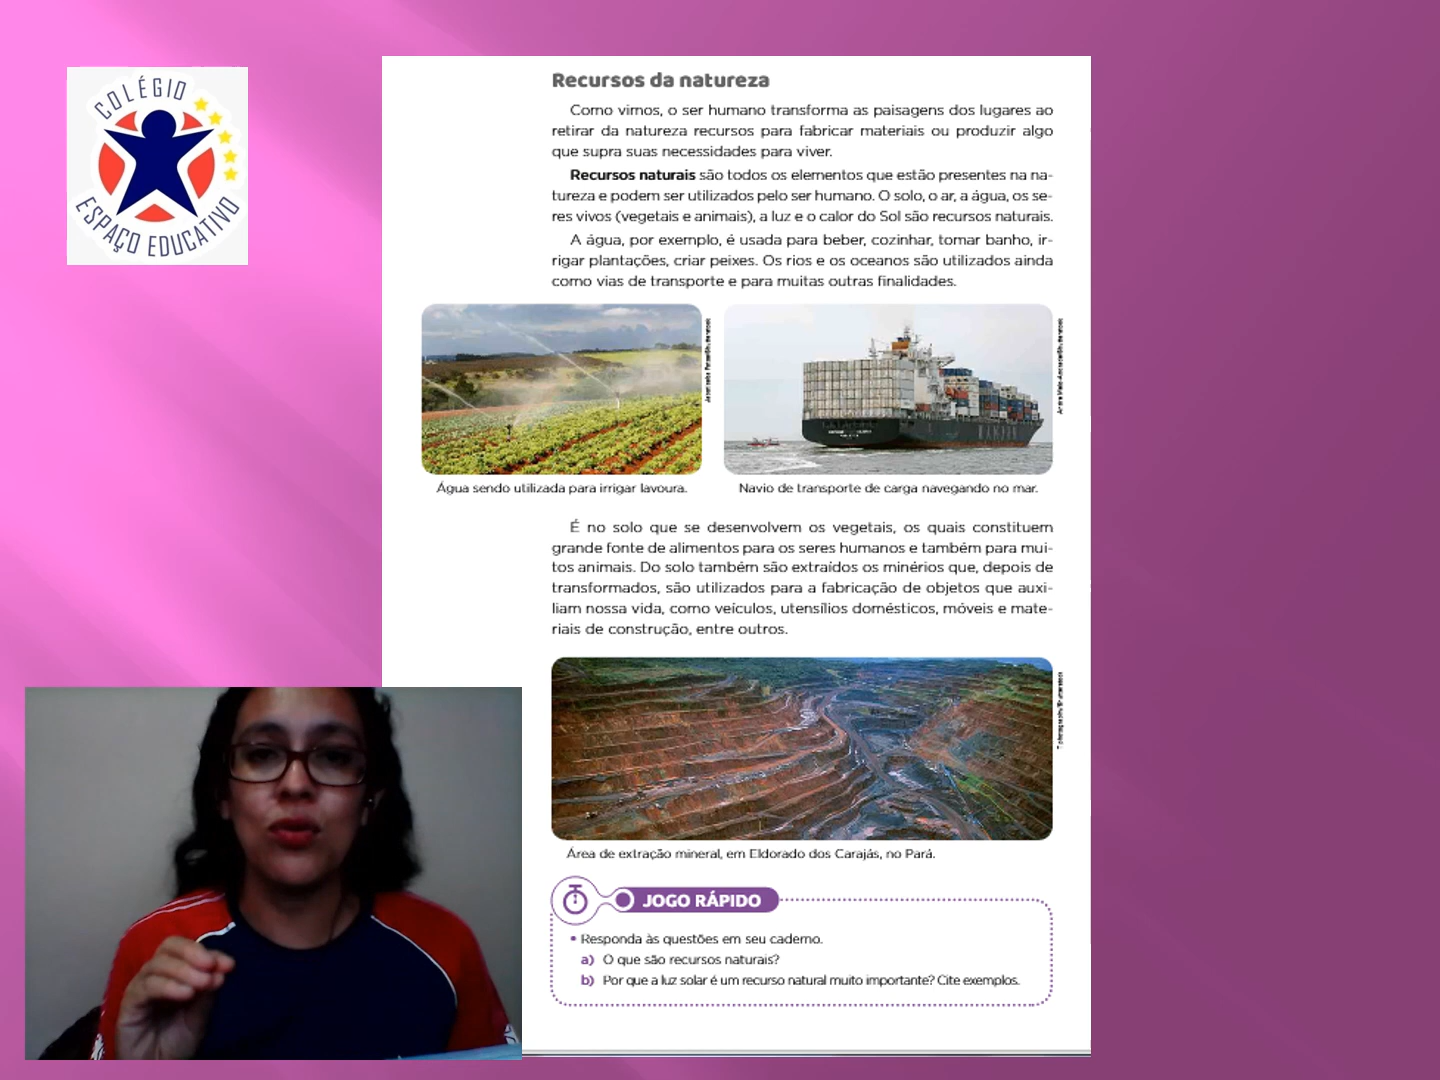 COLÉGIO
ESPAÇO EDUCATIVO
Recursos da natureza
Como vimos, o ser humano transforma as paisagens dos lugares ao
retirar da natureza recursos para fabricar materiais ou produzir algo
que supra suas necessidades para viver.
Recursos naturais são todos os elementos que estão presentes na na-
tureza e podem ser utilizados pelo ser humano. O solo, o ar, a água, os se-
res vivos (vegetais e animais), a luz e o calor do Sol são recursos naturais.
A água, por exemplo, é usada para beber, cozinhar, tomar banho, ir-
rigar plantações, criar peixes. Os rios e os oceanos são utilizados ainda
como vias de transporte e para muitas outras finalidades.
Água sendo utilizada para irrigar lavoura.
Navio de transporte de carga navegando no mar.
É no solo que se desenvolvem os vegetais, os quais constituem
grande fonte de alimentos para os seres humanos e também para mui-
tos animais. Do solo também são extraídos os minérios que, depois de
transformados, são utilizados para a fabricação de objetos que auxi-
liam nossa vida, como veículos, utensílios domésticos, móveis e mate-
riais de construção, entre outros.
Área de extração mineral, em Eldorado dos Carajás, no Pará.
JOGO RÁPIDO
• Responda às questões em seu caderno.
a) O que são recursos naturais?
b) Por que a luz solar é um recurso natural muito importante? Cite exemplos.